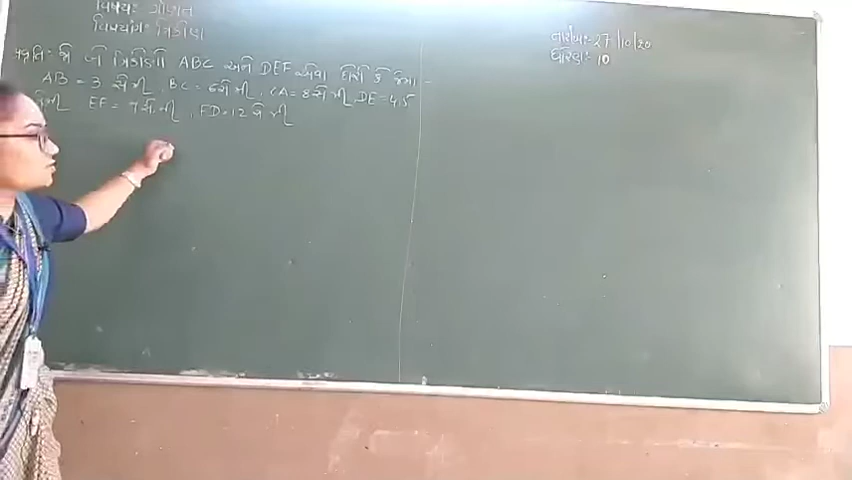 વિષય: ગણિત
વિષયાંગ: ત્રિકોણ
તારીખ:- 27/10/20
ધોરણ: 10
પ્રવૃત્તિ: જે બે ત્રિકોણો ABC અને DEF એવા દોરો કે જેમાં
AB = 3 સેમી, BC = 6 સેમી, CA = 8 સેમી, DE = 4.5
સેમી EF = 9 સેમી, FD = 12 સેમી